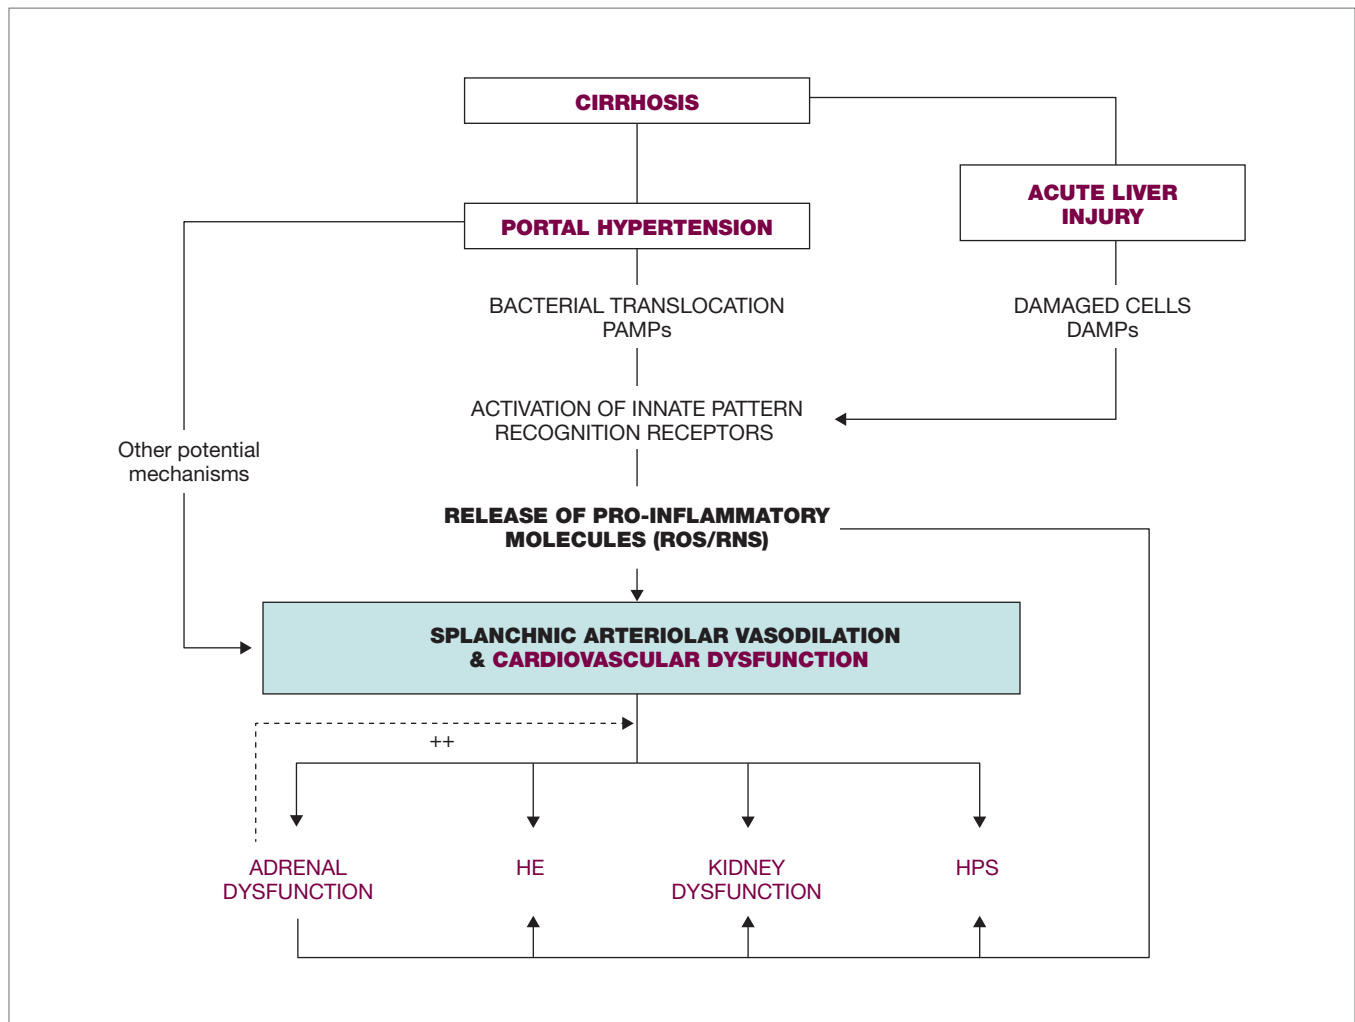 CIRRHOSIS
ACUTE LIVER
INJURY
PORTAL HYPERTENSION
BACTERIAL TRANSLOCATION
PAMPs
DAMAGED CELLS
DAMPs
ACTIVATION OF INNATE PATTERN
RECOGNITION RECEPTORS
Other potential
mechanisms
RELEASE OF PRO-INFLAMMATORY
MOLECULES (ROS/RNS)
SPLANCHNIC ARTERIOLAR VASODILATION
& CARDIOVASCULAR DYSFUNCTION
++
ADRENAL
DYSFUNCTION
HE
KIDNEY
DYSFUNCTION
HPS